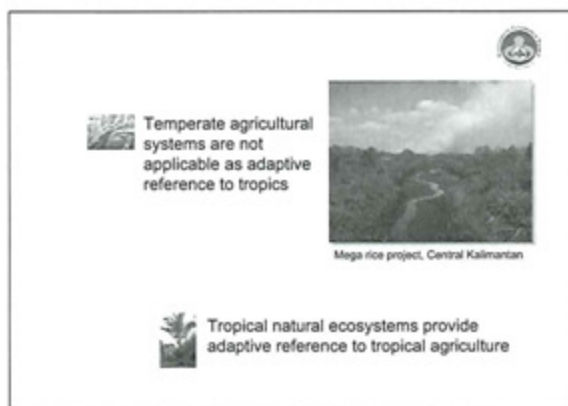 Temperate agricultural
systems are not
applicable as adaptive
reference to tropics
Mega rice project, Central Kalimantan
Tropical natural ecosystems provide
adaptive reference to tropical agriculture